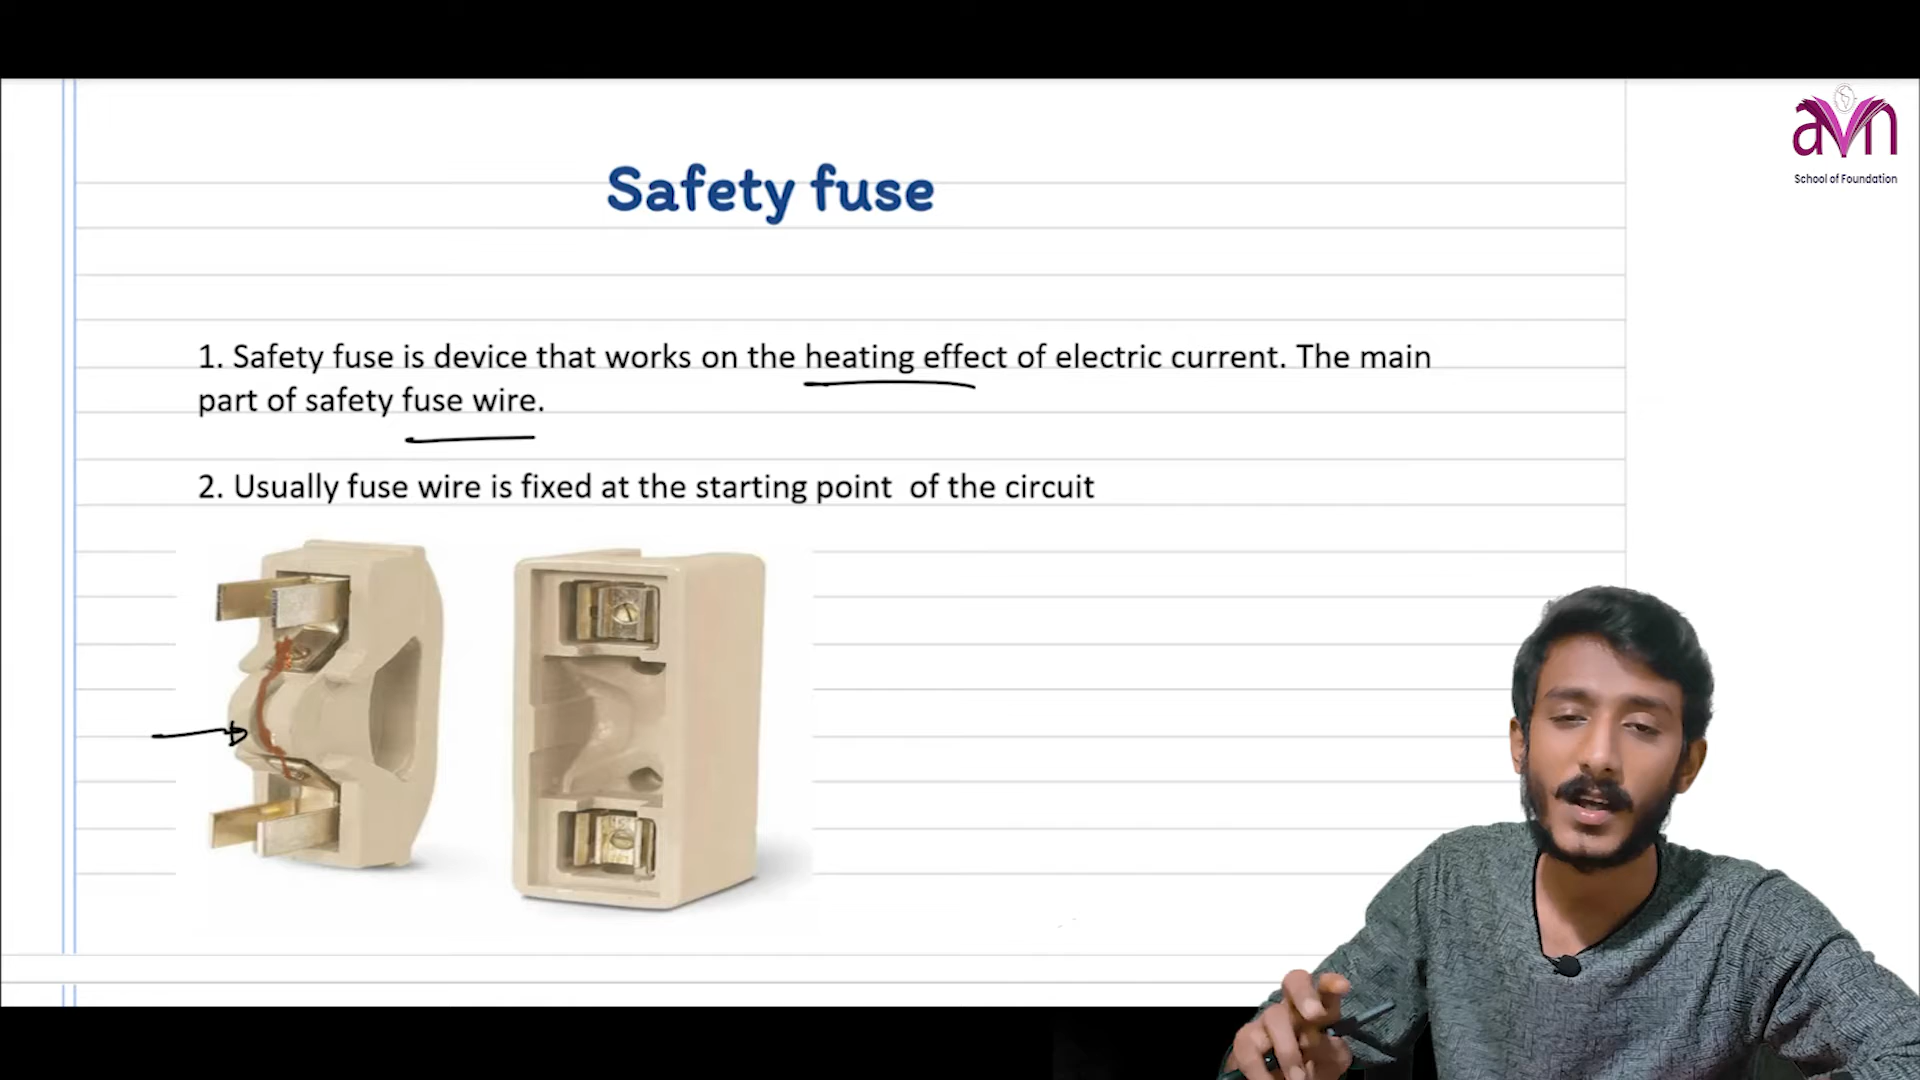 avn
School of Foundation
Safety fuse
1. Safety fuse is device that works on the heating effect of electric current. The main
part of safety fuse wire.
2. Usually fuse wire is fixed at the starting point of the circuit